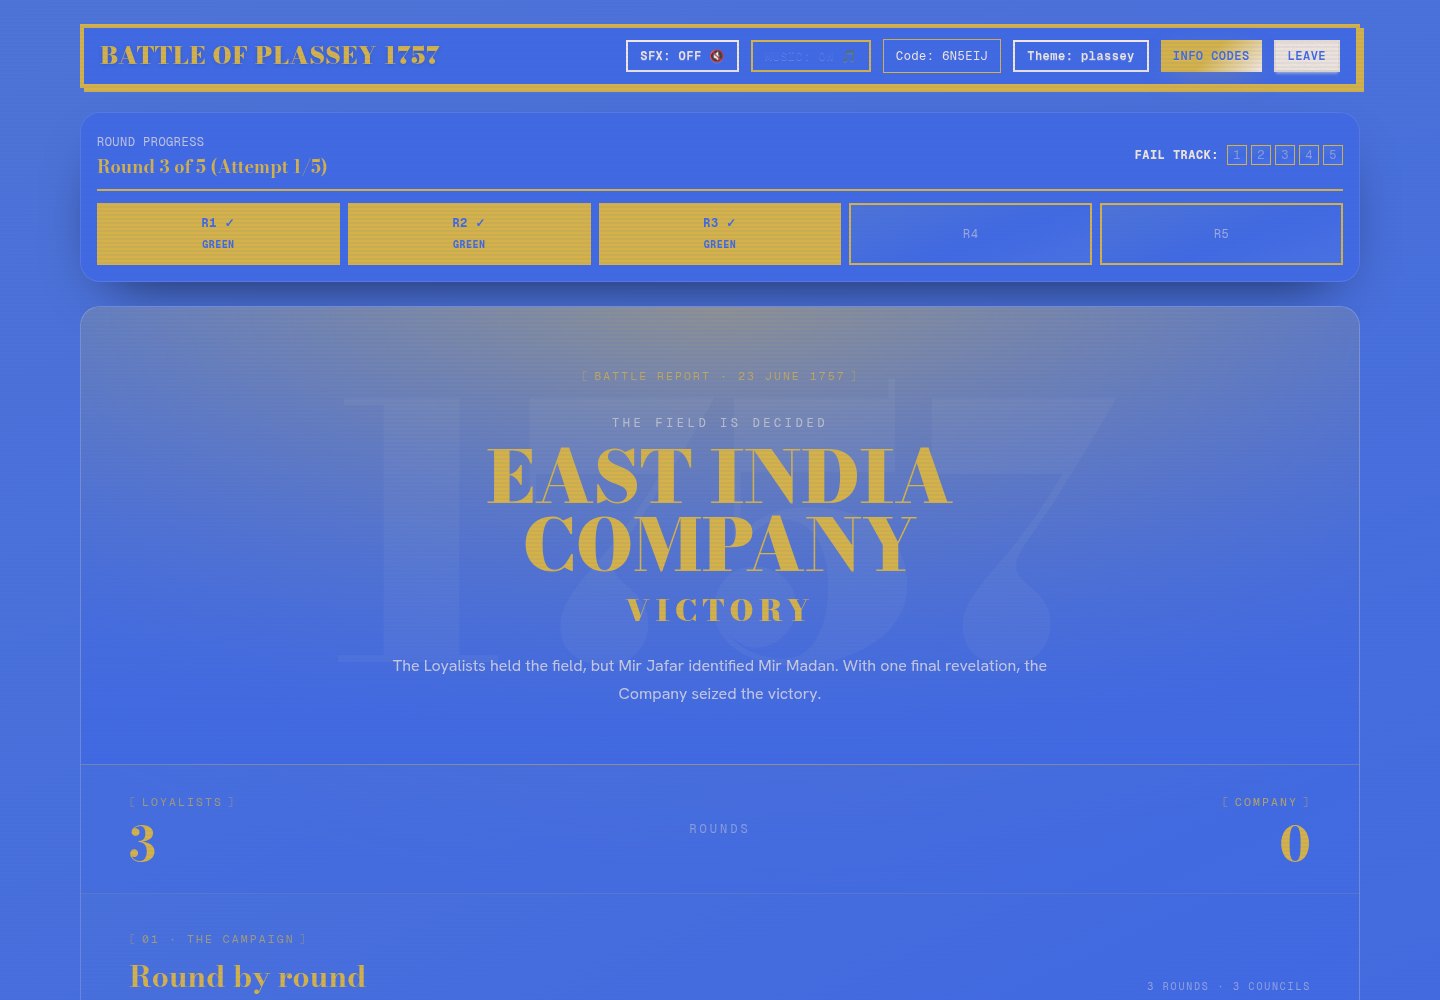 BATTLE OF PLASSEY 1757
SFX: OFF 🔇
MUSIC: ON 🎵
Code: 6N5EIJ
Theme: plassey
INFO CODES
LEAVE
ROUND PROGRESS
Round 3 of 5 (Attempt 1/5)
FAIL TRACK: 1 2 3 4 5
R1 ✓
GREEN
R2 ✓
GREEN
R3 ✓
GREEN
R4
R5
1757
[ BATTLE REPORT · 23 JUNE 1757 ]
THE FIELD IS DECIDED
EAST INDIA
COMPANY
VICTORY
The Loyalists held the field, but Mir Jafar identified Mir Madan. With one final revelation, the
Company seized the victory.
[ LOYALISTS ]
3
ROUNDS
[ COMPANY ]
0
[ 01 · THE CAMPAIGN ]
Round by round
3 ROUNDS · 3 COUNCILS